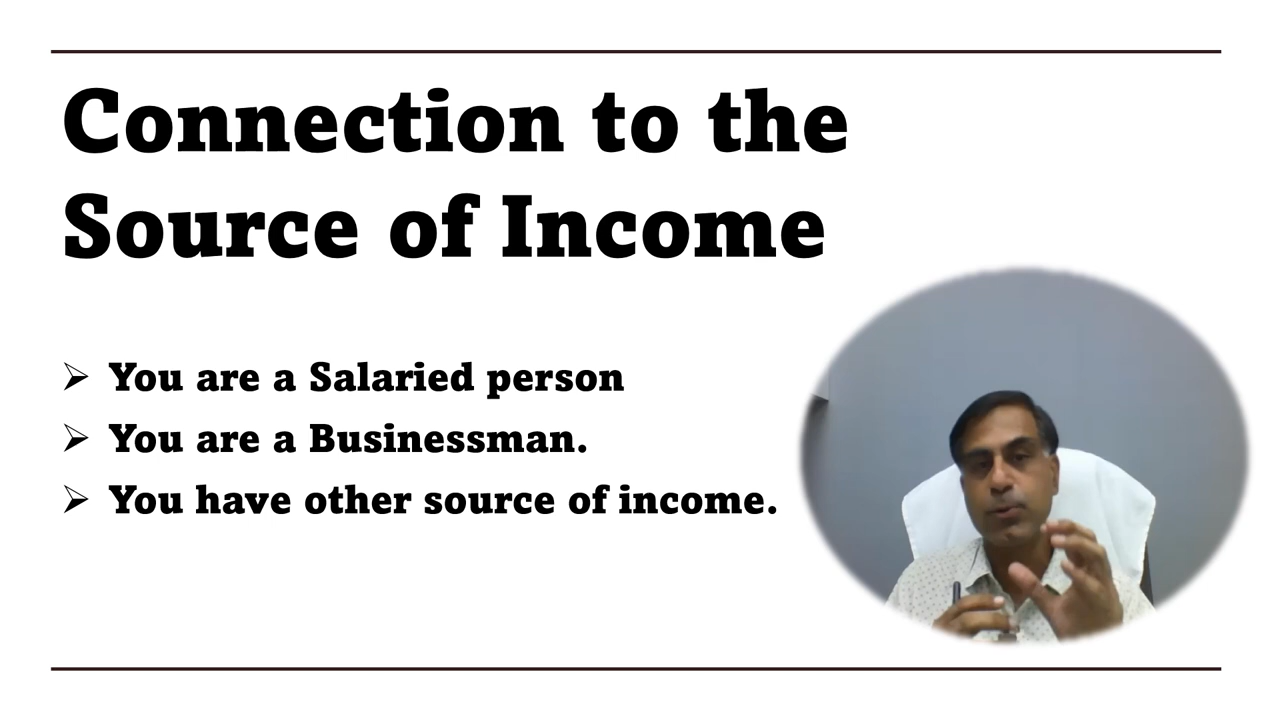 Connection to the
Source of Income
➢ You are a Salaried person
➢ You are a Businessman.
➢ You have other source of income.